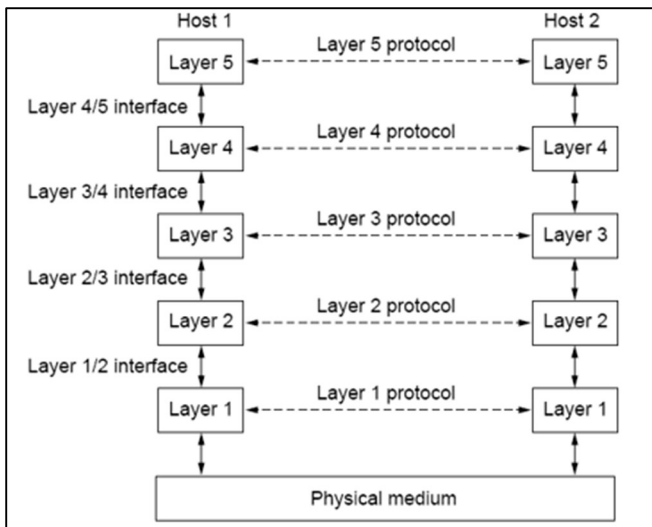 Host 1 Host 2
Layer 5 Layer 5 protocol Layer 5
Layer 4/5 interface
Layer 4 Layer 4 protocol Layer 4
Layer 3/4 interface
Layer 3 Layer 3 protocol Layer 3
Layer 2/3 interface
Layer 2 Layer 2 protocol Layer 2
Layer 1/2 interface
Layer 1 Layer 1 protocol Layer 1
Physical medium